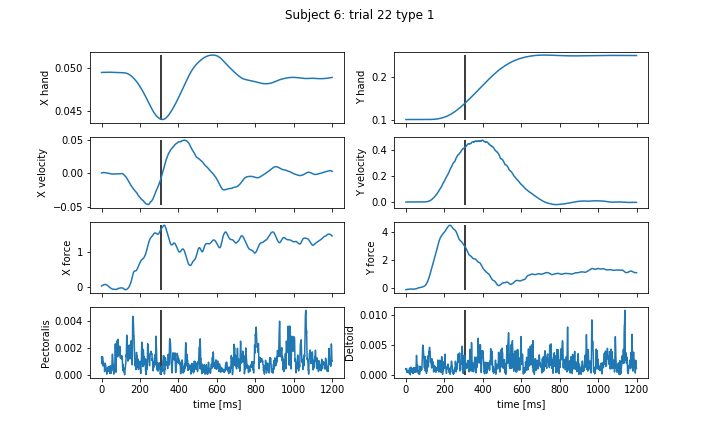 Subject 6: trial 22 type 1
X hand
0.050
0.045
Y hand
0.2
0.1
X velocity
0.05
0.00
−0.05
Y velocity
0.4
0.2
0.0
X force
1
0
Y force
4
2
0
Pectoralis
0.004
0.002
0.000
0 200 400 600 800 1000 1200
time [ms]
Deltoid
0.010
0.005
0.000
0 200 400 600 800 1000 1200
time [ms]